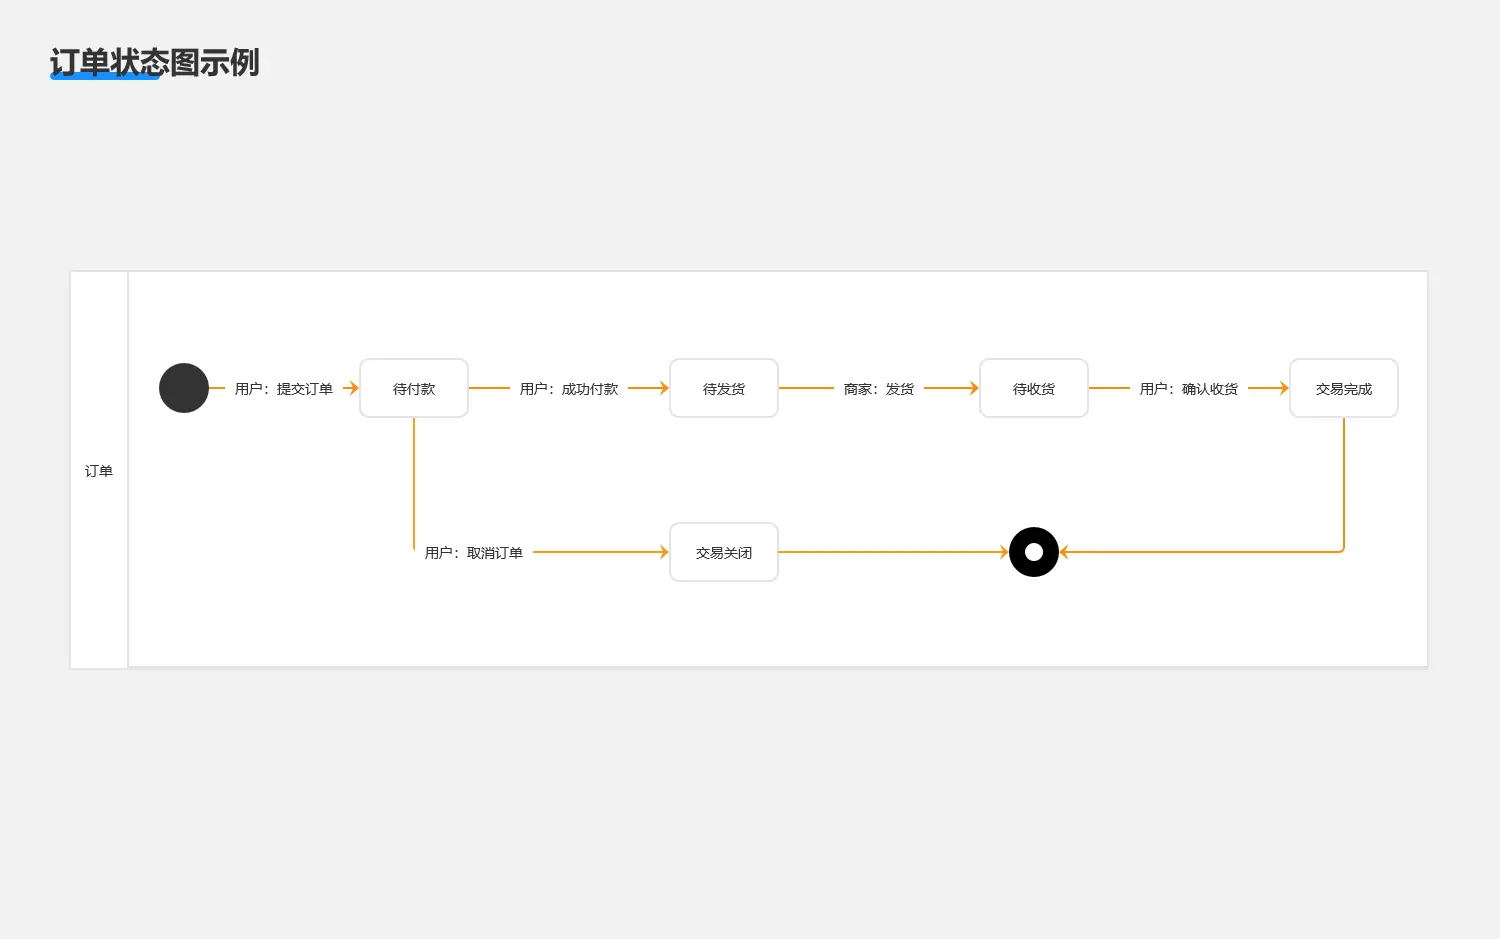 订单状态图示例
用户：提交订单
待付款
用户：成功付款
待发货
商家：发货
待收货
用户：确认收货
交易完成
订单
用户：取消订单
交易关闭